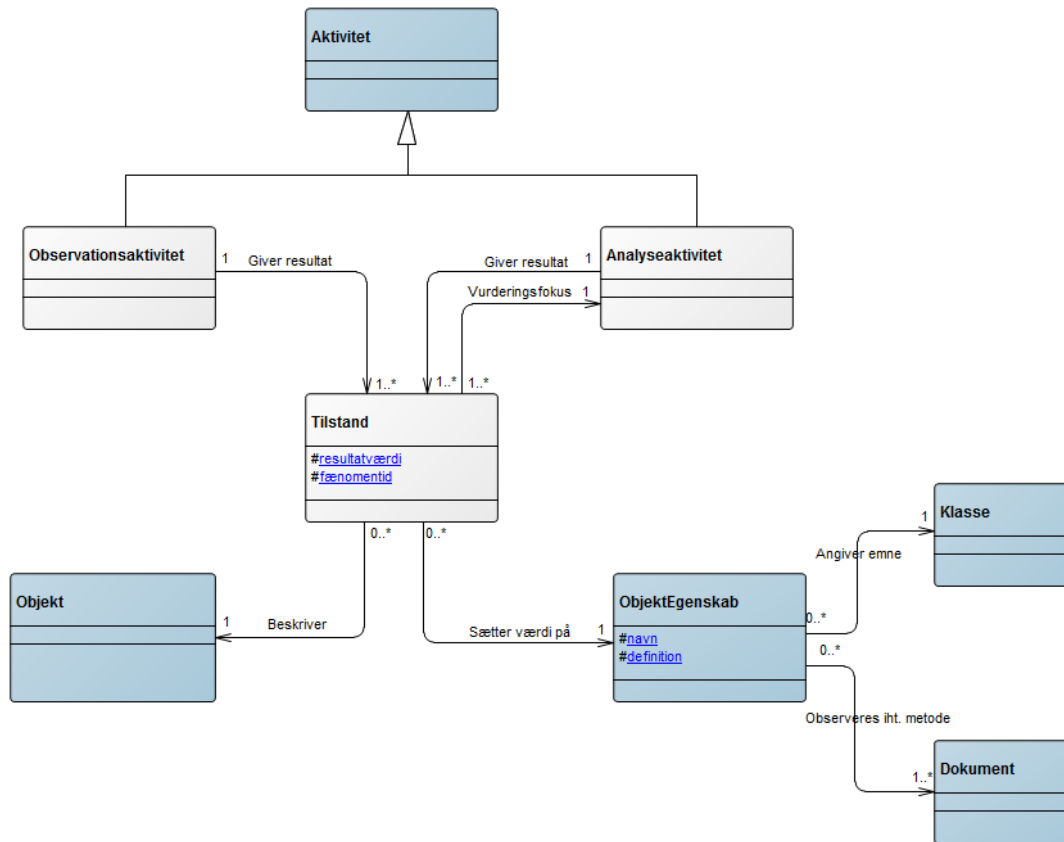 Aktivitet
Observationsaktivitet
1
Giver resultat
Giver resultat
1
Analyseaktivitet
Vurderingsfokus
1
1..*
1..*
1..*
Tilstand
#resultatværdi
#fænomentid
0..*
0..*
Klasse
1
Angiver emne
Objekt
1
Beskriver
Sætter værdi på
1
ObjektEgenskab
#navn
#definition
0..*
0..*
Observeres iht. metode
1..*
Dokument